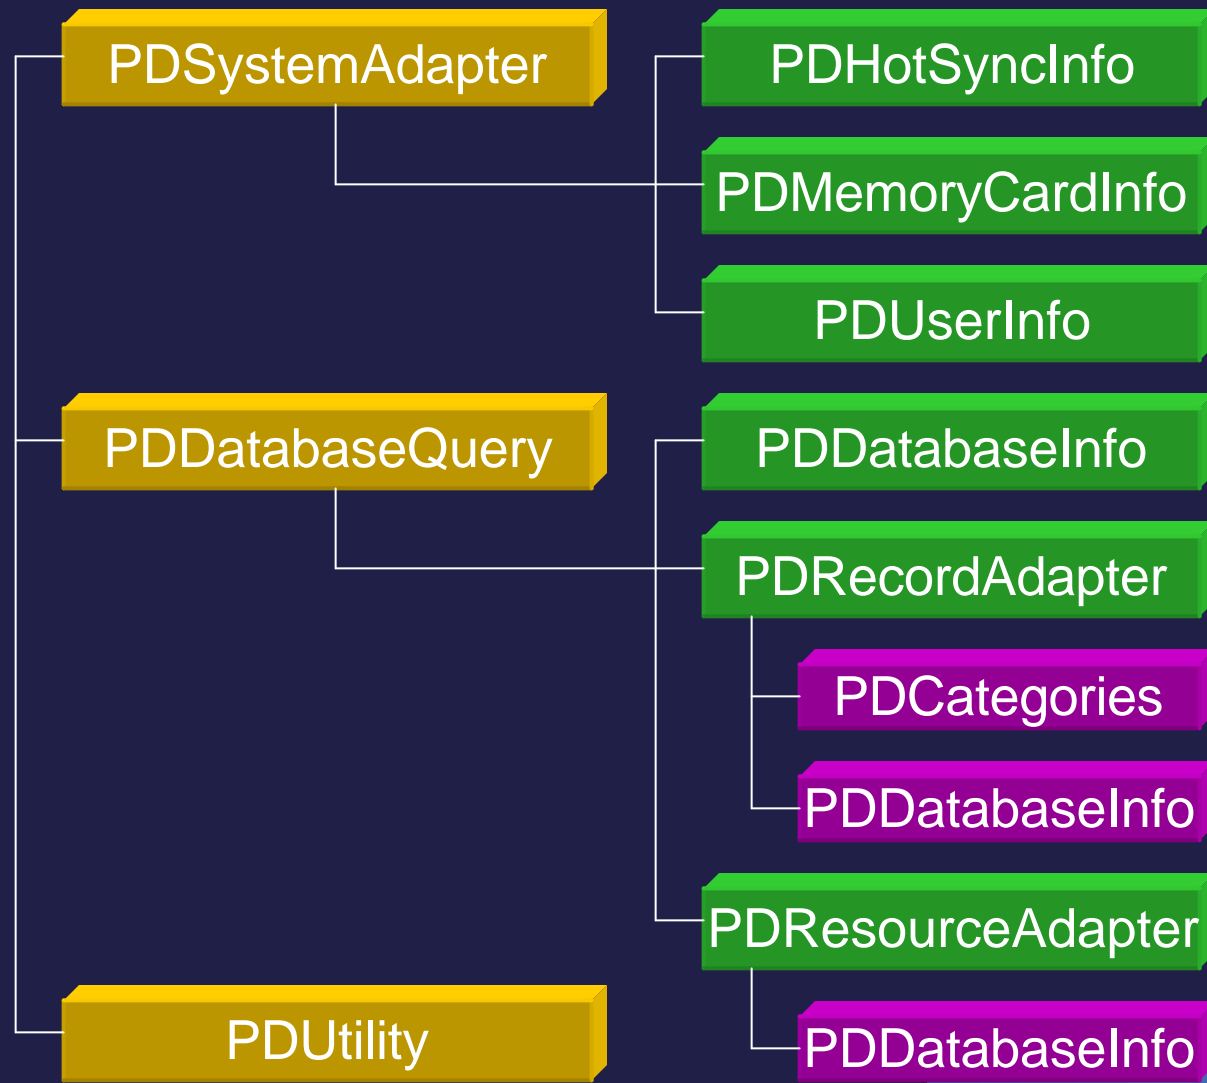 PDSystemAdapter
PDHotSyncInfo
PDMemoryCardInfo
PDUserInfo
PDDatabaseQuery
PDDatabaseInfo
PDRecordAdapter
PDCategories
PDDatabaseInfo
PDResourceAdapter
PDUtility
PDDatabaseInfo